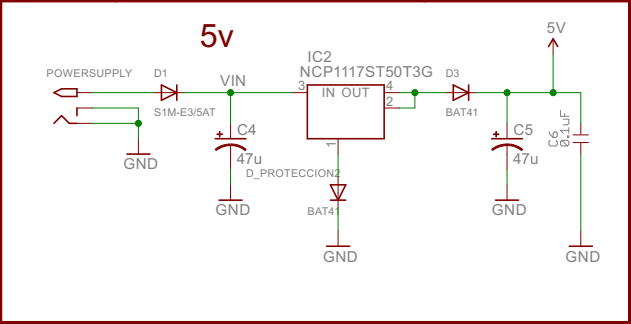 5v
POWERSUPPLY
D1
S1M-E3/5AT
VIN
C4
47u
GND
GND
IC2
NCP1117ST50T3G
3
IN OUT
4
2
1
D_PROTECCION2
BAT41
GND
D3
BAT41
5V
C5
47u
GND
C6
0.1uF
GND